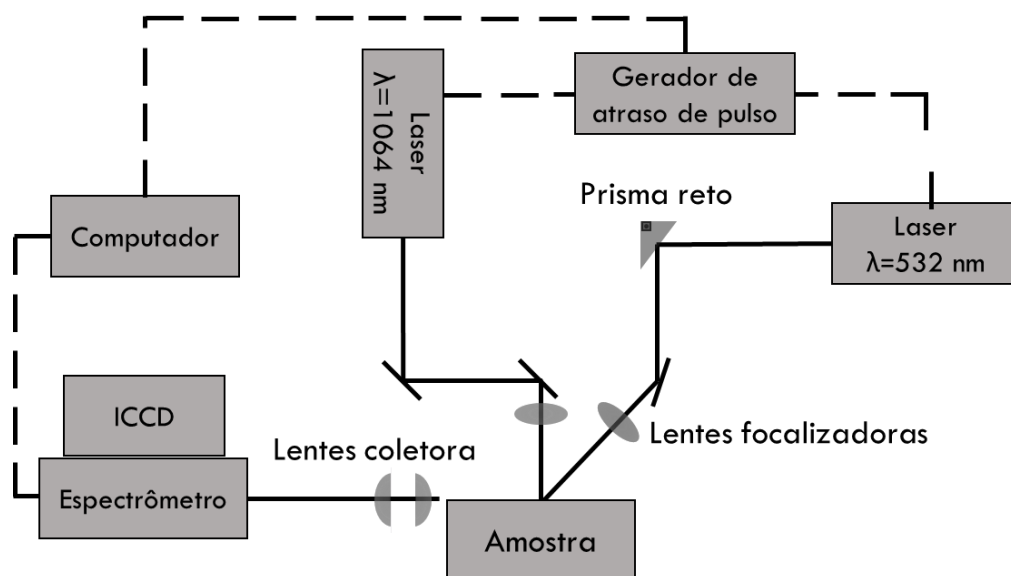 Gerador de
atraso de pulso
Laser
λ=1064 nm
Prisma reto
Computador
Laser
λ=532 nm
ICCD
Lentes coletora
Lentes focalizadoras
Espectrômetro
Amostra